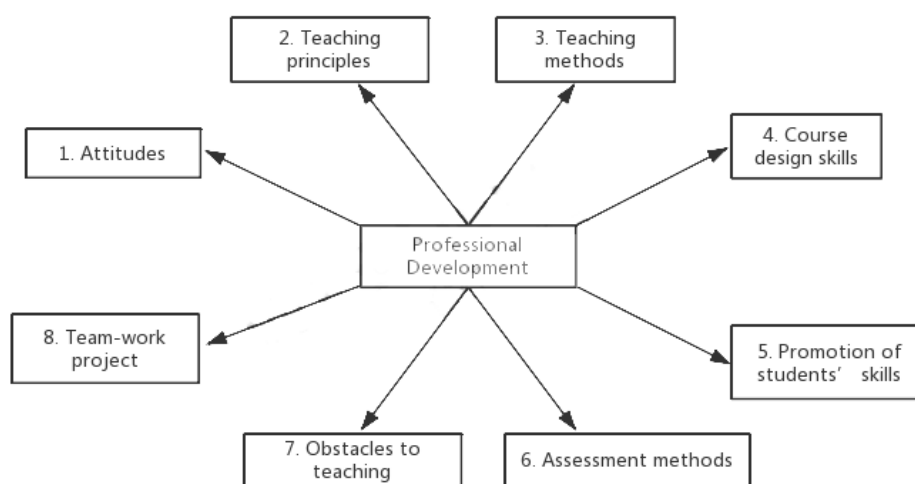 2. Teaching
principles
3. Teaching
methods
1. Attitudes
4. Course
design skills
Professional
Development
8. Team-work
project
5. Promotion of
students’ skills
7. Obstacles to
teaching
6. Assessment methods